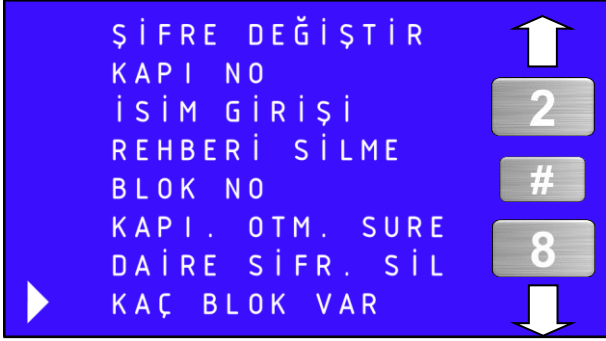 ŞİFRE DEĞİŞTİR
KAPI NO
İSİM GİRİŞİ
REHBERİ SİLME
BLOK NO
KAPI. OTM. SURE
DAİRE SİFR. SİL
KAÇ BLOK VAR
2
#
8